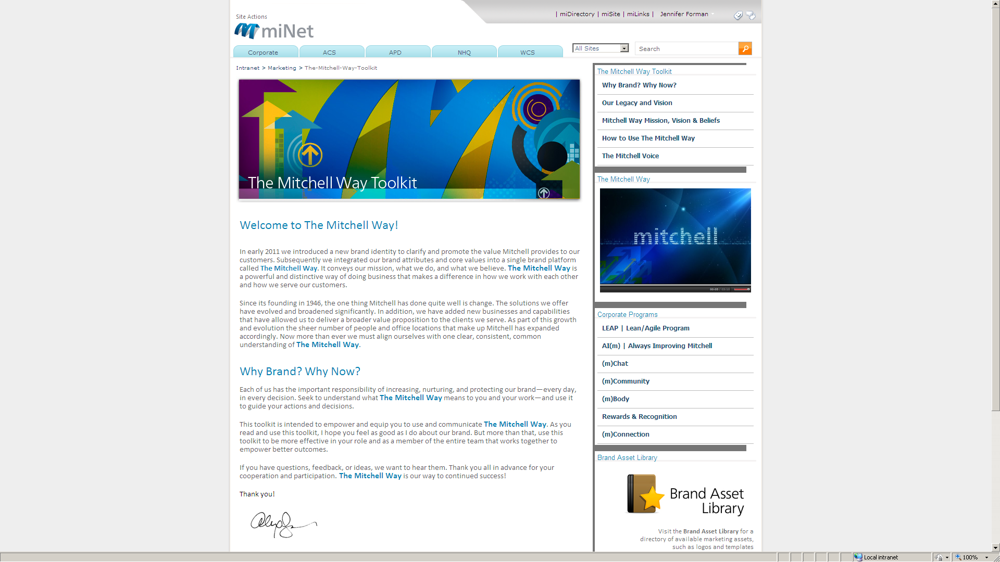 Site Actions
| miDirectory | miSite | miLinks | Jennifer Forman
miNet
Corporate ACS APD NHQ WCS All Sites Search
Intranet > Marketing > The-Mitchell-Way-Toolkit
The Mitchell Way Toolkit
Welcome to The Mitchell Way!
In early 2011 we introduced a new brand identity to clarify and promote the value Mitchell provides to our
customers. Subsequently we integrated our brand attributes and core values into a single brand platform
called The Mitchell Way. It conveys our mission, what we do, and what we believe. The Mitchell Way is
a powerful and distinctive way of doing business that makes a difference in how we work with each other
and how we serve our customers.
Since its founding in 1946, the one thing Mitchell has done quite well is change. The solutions we offer
have evolved and broadened significantly. In addition, we have added new businesses and capabilities
that have allowed us to deliver a broader value proposition to the clients we serve. As part of this growth
and evolution the sheer number of people and office locations that make up Mitchell has expanded
accordingly. Now more than ever we must align ourselves with one clear, consistent, common
understanding of The Mitchell Way.
Why Brand? Why Now?
Each of us has the important responsibility of increasing, nurturing, and protecting our brand—every day,
in every decision. Seek to understand what The Mitchell Way means to you and your work—and use it
to guide your actions and decisions.
This toolkit is intended to empower and equip you to use and communicate The Mitchell Way. As you
read and use this toolkit, I hope you feel as good as I do about our brand. But more than that, use this
toolkit to be more effective in your role and as a member of the entire team that works together to
empower better outcomes.
If you have questions, feedback, or ideas, we want to hear them. Thank you all in advance for your
cooperation and participation. The Mitchell Way is our way to continued success!
Thank you!
The Mitchell Way Toolkit
Why Brand? Why Now?
Our Legacy and Vision
Mitchell Way Mission, Vision & Beliefs
How to Use The Mitchell Way
The Mitchell Voice
The Mitchell Way
mitchell
00:05 / 03:10
Corporate Programs
LEAP | Lean/Agile Program
AI(m) | Always Improving Mitchell
(m)Chat
(m)Community
(m)Body
Rewards & Recognition
(m)Connection
Brand Asset Library
Brand Asset
Library
Visit the Brand Asset Library for a
directory of available marketing assets,
such as logos and templates
Local intranet 100%